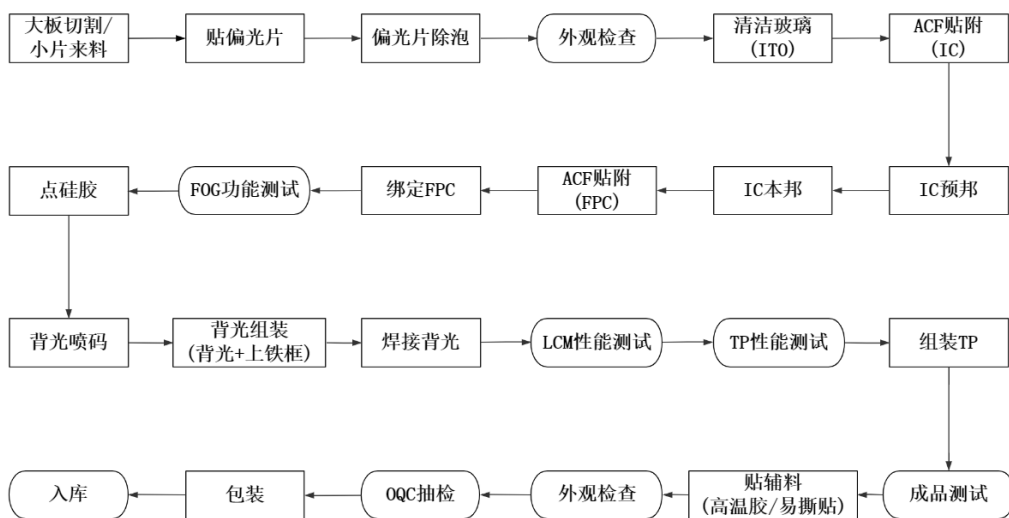 大板切割/
小片来料
贴偏光片
偏光片除泡
外观检查
清洁玻璃
(ITO)
ACF贴附
(IC)
IC预邦
IC本邦
ACF贴附
(FPC)
绑定FPC
FOG功能测试
点硅胶
背光喷码
背光组装
(背光+上铁框)
焊接背光
LCM性能测试
TP性能测试
组装TP
成品测试
贴辅料
(高温胶/易撕贴)
外观检查
OQC抽检
包装
入库